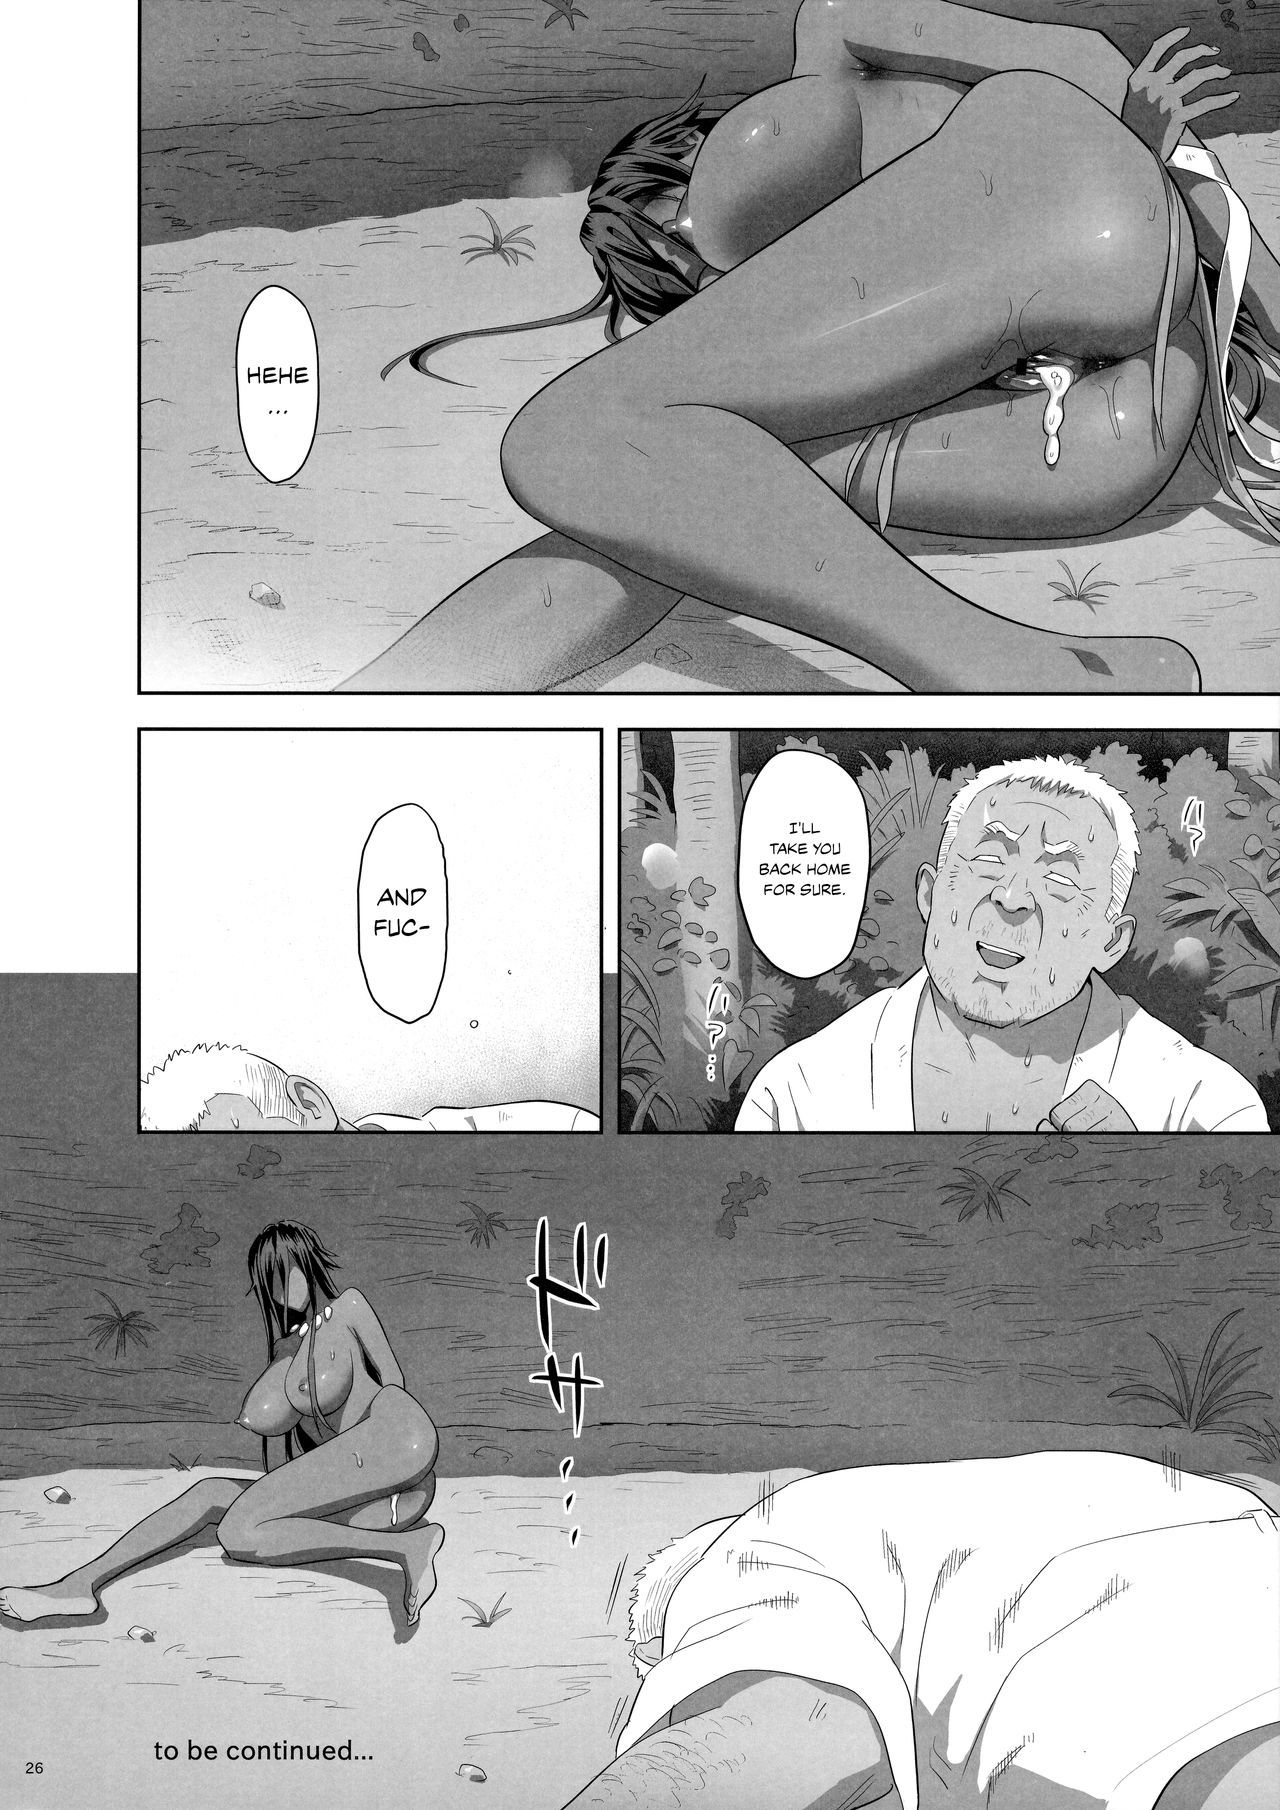 HEHE
...
I'LL
TAKE YOU
BACK HOME
FOR SURE.
AND
FUC-
ドサ...
to be continued...
26